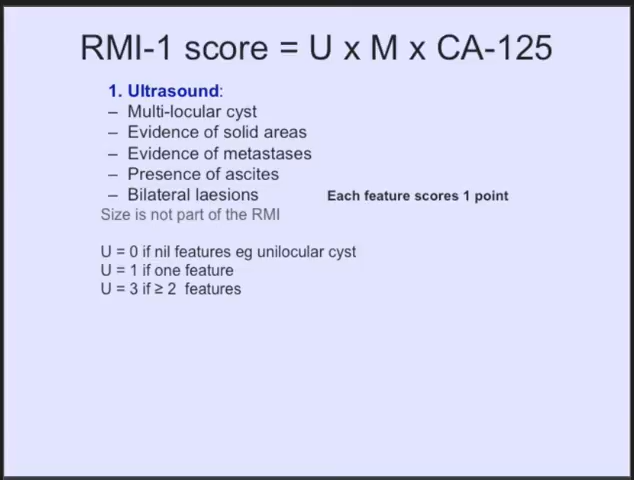 RMI-1 score = U x M x CA-125
1. Ultrasound:
– Multi-locular cyst
– Evidence of solid areas
– Evidence of metastases
– Presence of ascites
– Bilateral laesions Each feature scores 1 point
Size is not part of the RMI
U = 0 if nil features eg unilocular cyst
U = 1 if one feature
U = 3 if ≥ 2 features